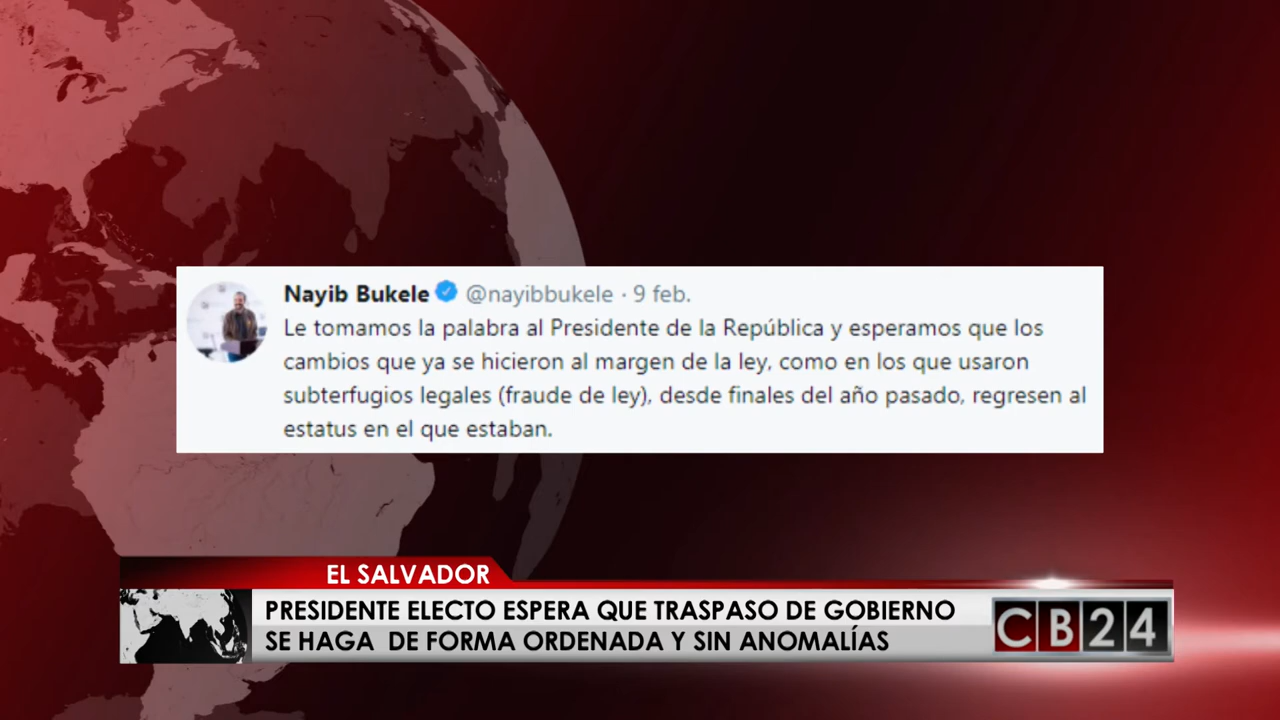 Nayib Bukele @nayibbukele · 9 feb.
Le tomamos la palabra al Presidente de la República y esperamos que los
cambios que ya se hicieron al margen de la ley, como en los que usaron
subterfugios legales (fraude de ley), desde finales del año pasado, regresen al
estatus en el que estaban.
EL SALVADOR
PRESIDENTE ELECTO ESPERA QUE TRASPASO DE GOBIERNO
SE HAGA DE FORMA ORDENADA Y SIN ANOMALÍAS
CB24